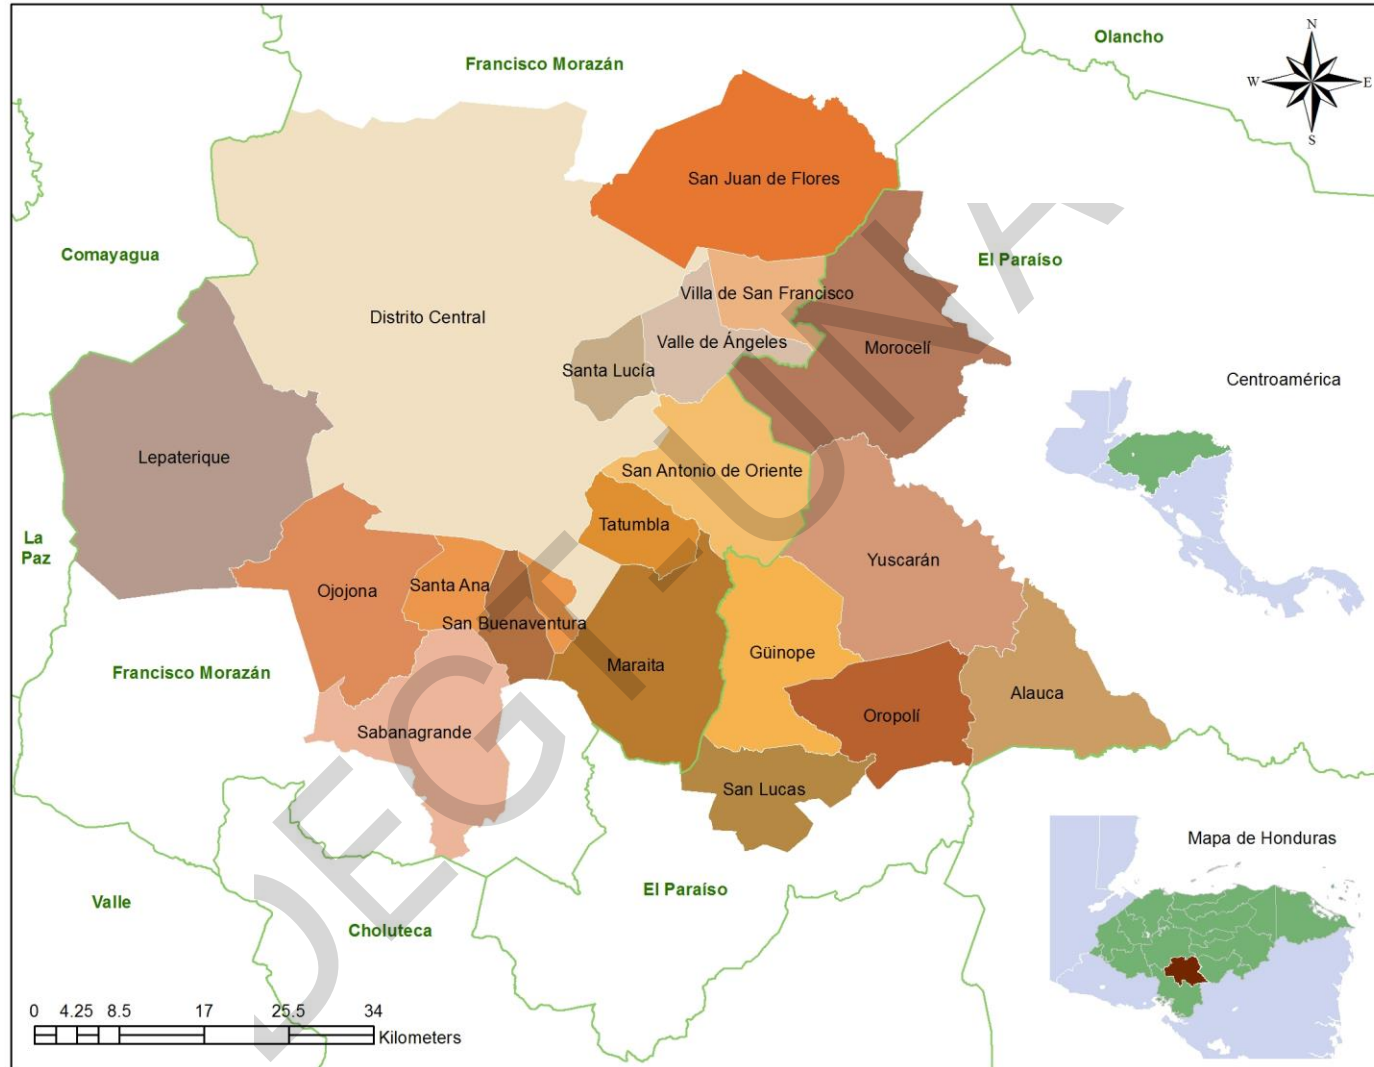 Olancho
N
Francisco Morazán
W
E
S
San Juan de Flores
Comayagua
El Paraíso
Villa de San Francisco
Distrito Central
Valle de Ángeles
Morocelí
Santa Lucía
Centroamérica
Lepaterique
San Antonio de Oriente
Tatumbla
La
Paz
Yuscarán
Santa Ana
Ojojona
San Buenaventura
Güinope
Maraita
Francisco Morazán
Alauca
Oropolí
Sabanagrande
San Lucas
Mapa de Honduras
El Paraíso
Valle
Choluteca
0 4.25 8.5 17 25.5 34
Kilometers